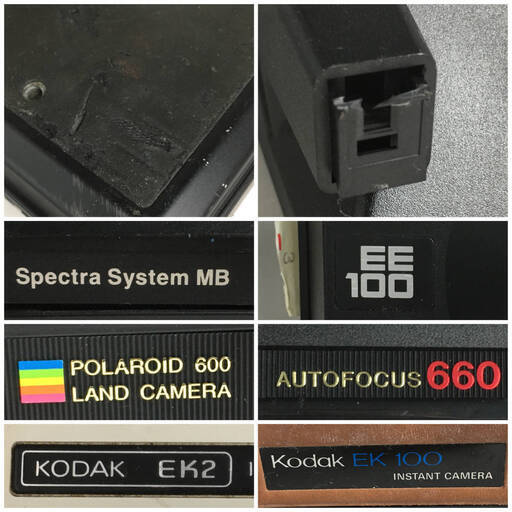 Spectra System MB
EE
100
POLAROID 600
LAND CAMERA
AUTOFOCUS 660
KODAK EK2
Kodak EK 100
INSTANT CAMERA